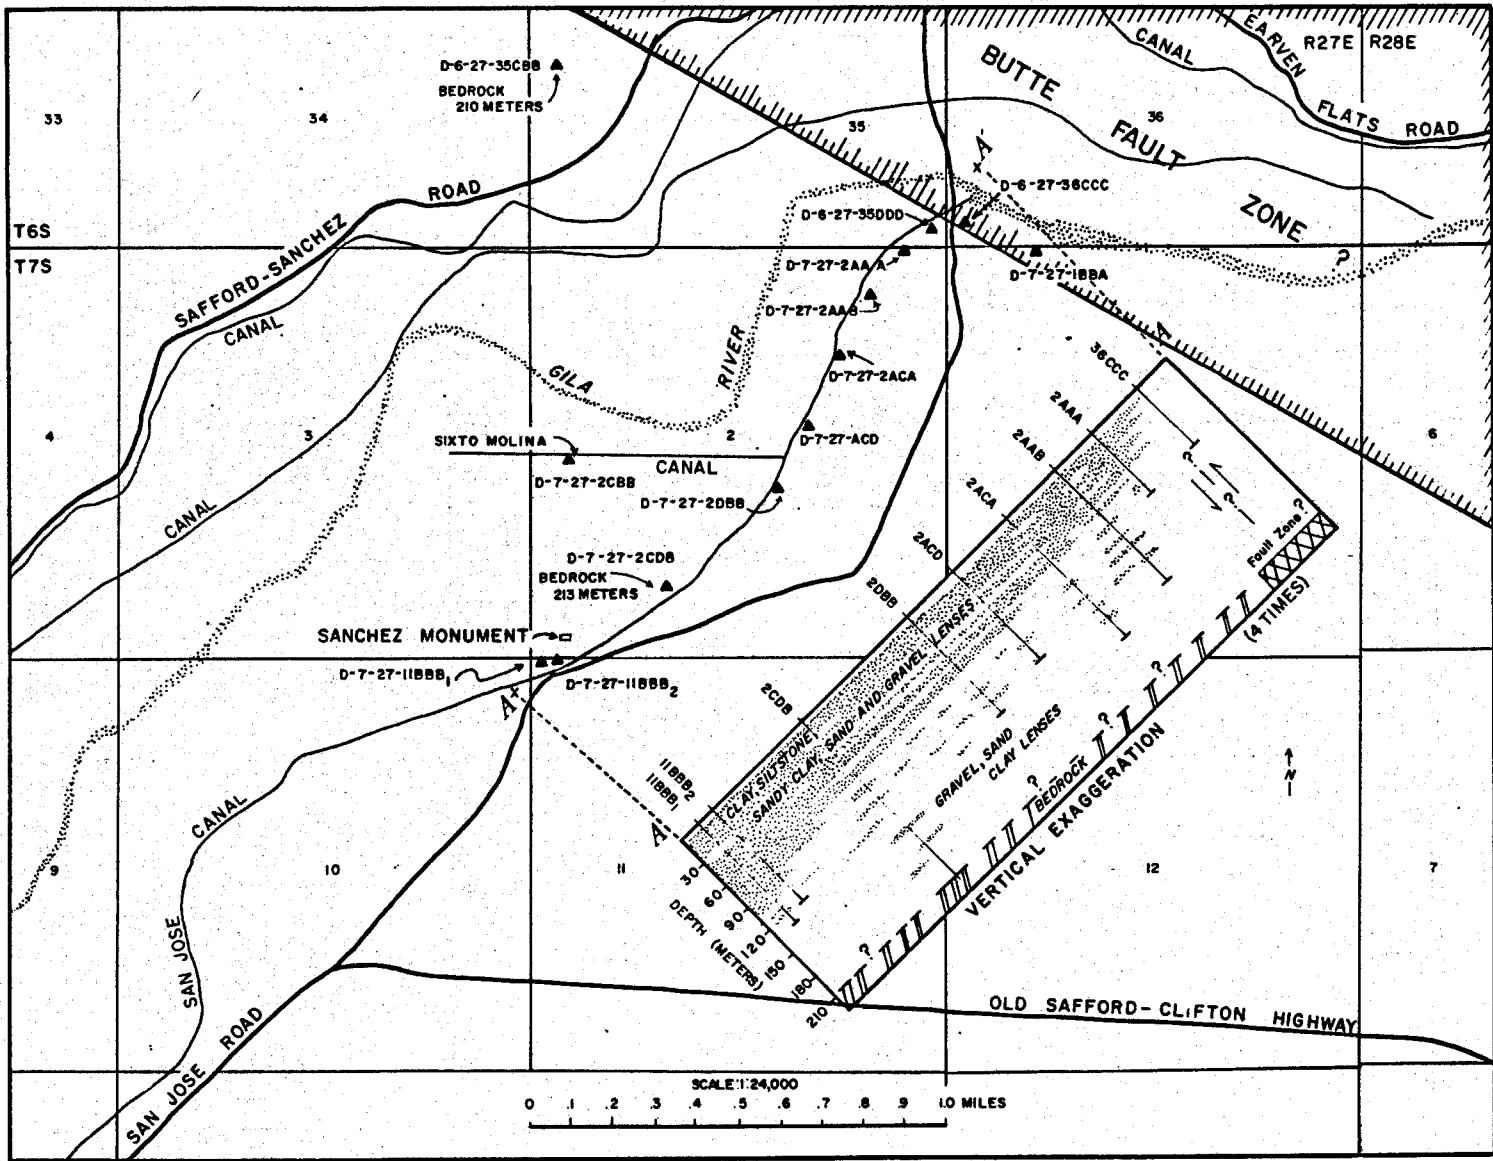 R27E R28E
EARVEN
FLATS ROAD
CANAL
BUTTE
FAULT
ZONE
?
D-6-27-35CBB
BEDROCK
210 METERS
33
34
35
36
SAFFORD-SANCHEZ
ROAD
T6S
T7S
CANAL
A'
D-6-27-36CCC
D-6-27-35DDD
D-7-27-2AAA
D-7-27-1BBA
D-7-27-2AAB
D-7-27-2ACA
D-7-27-ACD
GILA
RIVER
4
3
2
6
SIXTO MOLINA
CANAL
D-7-27-2CBB
D-7-27-2DBB
CANAL
D-7-27-2CDB
BEDROCK
213 METERS
SANCHEZ MONUMENT
D-7-27-11BBB1
D-7-27-11BBB2
A
36CCC
2AAA
2AAB
2ACA
2ACD
2DBB
2CDB
11BBB2
11BBB1
A
CLAY, SILTSTONE
SANDY CLAY, SAND AND GRAVEL LENSES
GRAVEL, SAND
CLAY LENSES
? - ?
Fault Zone ?
? BEDROCK ? ? ?
VERTICAL EXAGGERATION
(4 TIMES)
30
60
90
120
150
180
210
DEPTH (METERS)
N
CANAL
9
10
11
12
7
SAN JOSE
SAN JOSE ROAD
OLD SAFFORD-CLIFTON HIGHWAY
SCALE 1:24,000
0 .1 .2 .3 .4 .5 .6 .7 .8 .9 1.0 MILES